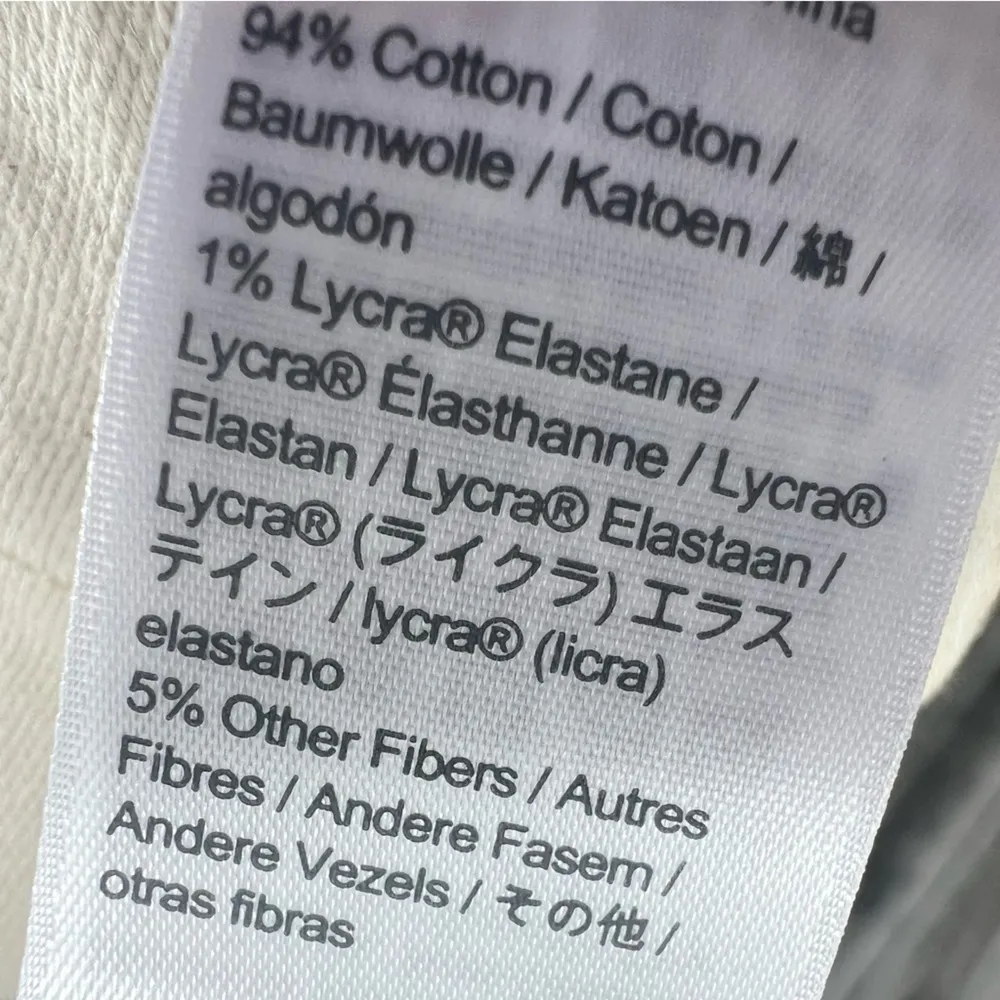 94% Cotton / Coton /
Baumwolle / Katoen / 綿 /
algodón
1% Lycra® Elastane /
Lycra® Élasthanne / Lycra®
Elastan / Lycra® Elastaan /
Lycra® (ライクラ) エラス
テイン / lycra® (licra)
elastano
5% Other Fibers / Autres
Fibres / Andere Fasern /
Andere Vezels / その他 /
otras fibras